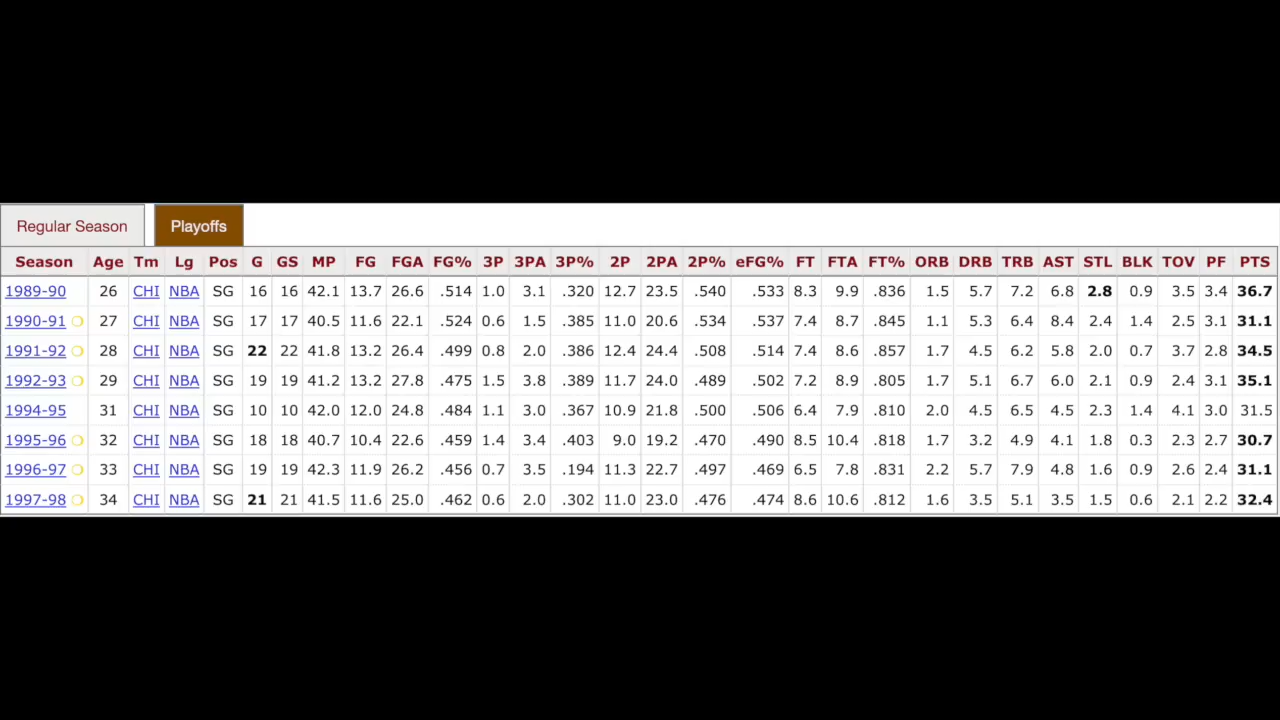 Regular Season Playoffs
Season Age Tm Lg Pos G GS MP FG FGA FG% 3P 3PA 3P% 2P 2PA 2P% eFG% FT FTA FT% ORB DRB TRB AST STL BLK TOV PF PTS
1989-90 26 CHI NBA SG 16 16 42.1 13.7 26.6 .514 1.0 3.1 .320 12.7 23.5 .540 .533 8.3 9.9 .836 1.5 5.7 7.2 6.8 2.8 0.9 3.5 3.4 36.7
1990-91 27 CHI NBA SG 17 17 40.5 11.6 22.1 .524 0.6 1.5 .385 11.0 20.6 .534 .537 7.4 8.7 .845 1.1 5.3 6.4 8.4 2.4 1.4 2.5 3.1 31.1
1991-92 28 CHI NBA SG 22 22 41.8 13.2 26.4 .499 0.8 2.0 .386 12.4 24.4 .508 .514 7.4 8.6 .857 1.7 4.5 6.2 5.8 2.0 0.7 3.7 2.8 34.5
1992-93 29 CHI NBA SG 19 19 41.2 13.2 27.8 .475 1.5 3.8 .389 11.7 24.0 .489 .502 7.2 8.9 .805 1.7 5.1 6.7 6.0 2.1 0.9 2.4 3.1 35.1
1994-95 31 CHI NBA SG 10 10 42.0 12.0 24.8 .484 1.1 3.0 .367 10.9 21.8 .500 .506 6.4 7.9 .810 2.0 4.5 6.5 4.5 2.3 1.4 4.1 3.0 31.5
1995-96 32 CHI NBA SG 18 18 40.7 10.4 22.6 .459 1.4 3.4 .403 9.0 19.2 .470 .490 8.5 10.4 .818 1.7 3.2 4.9 4.1 1.8 0.3 2.3 2.7 30.7
1996-97 33 CHI NBA SG 19 19 42.3 11.9 26.2 .456 0.7 3.5 .194 11.3 22.7 .497 .469 6.5 7.8 .831 2.2 5.7 7.9 4.8 1.6 0.9 2.6 2.4 31.1
1997-98 34 CHI NBA SG 21 21 41.5 11.6 25.0 .462 0.6 2.0 .302 11.0 23.0 .476 .474 8.6 10.6 .812 1.6 3.5 5.1 3.5 1.5 0.6 2.1 2.2 32.4